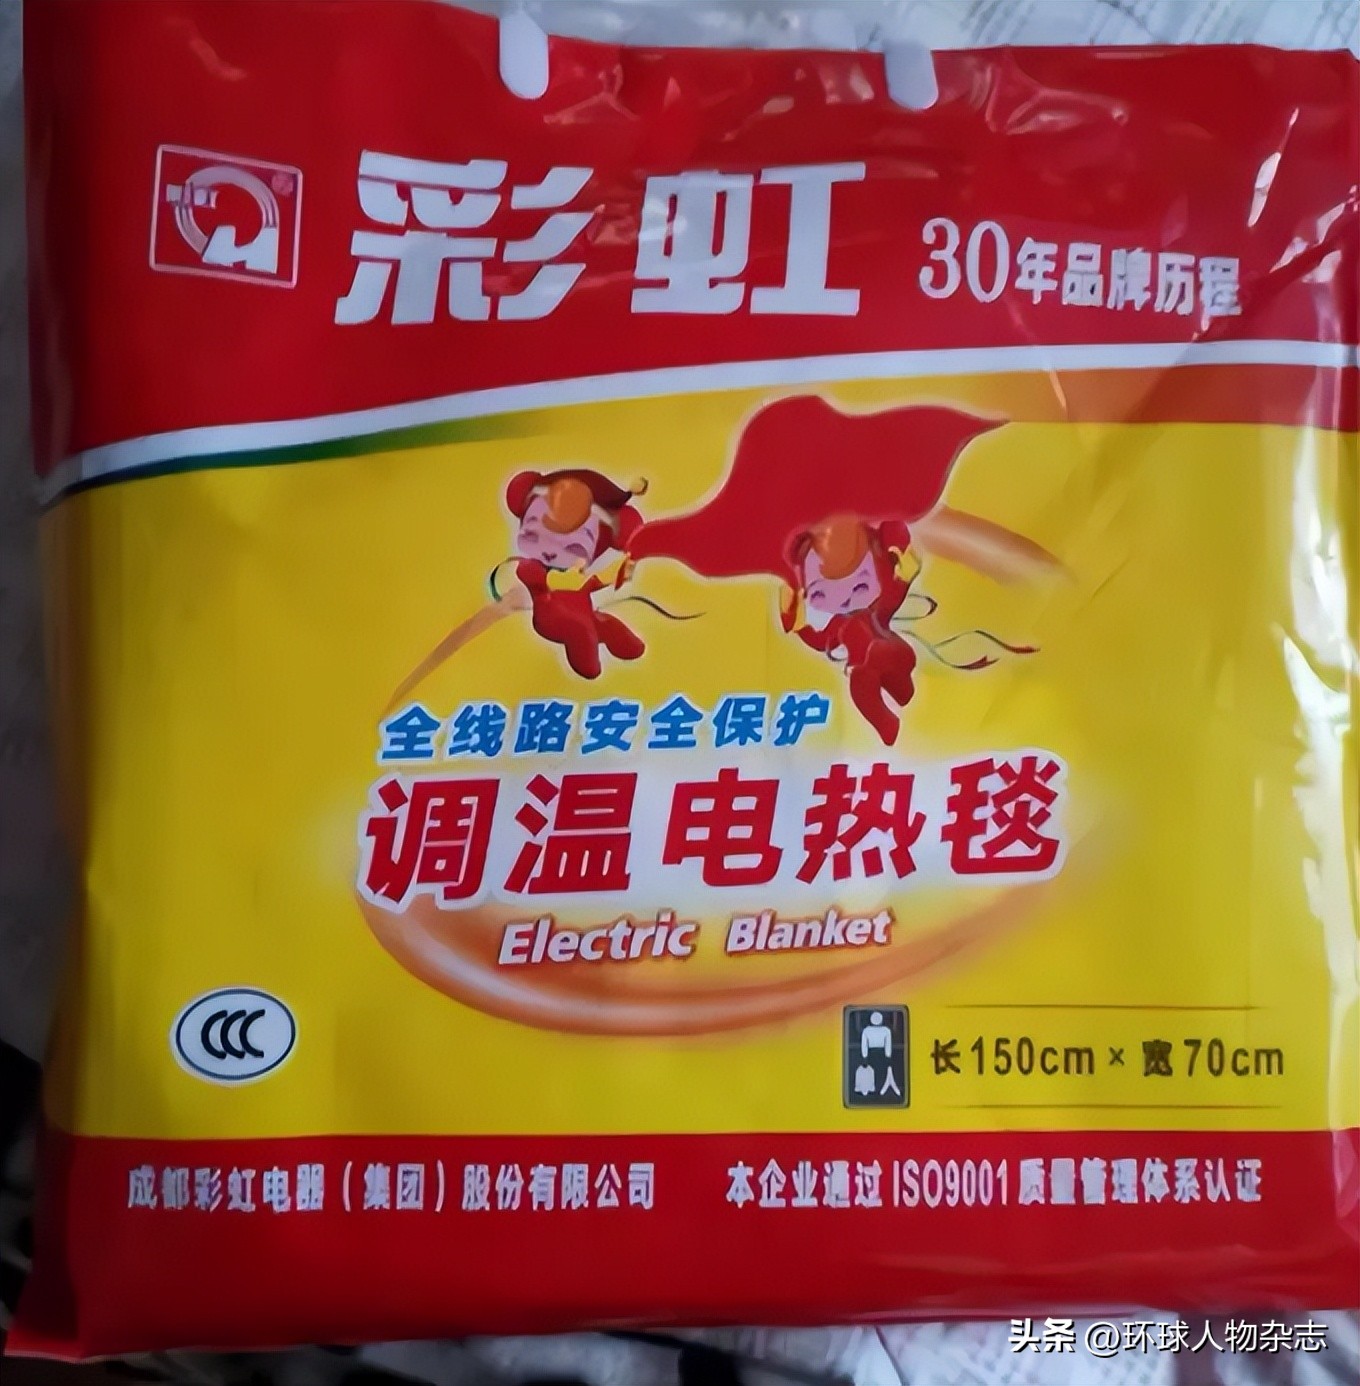 彩虹 30年品牌历程
全线路安全保护
调温电热毯
Electric Blanket
CCC
单人 长150cm × 宽70cm
成都彩虹电器（集团）股份有限公司 本企业通过ISO9001质量管理体系认证
头条 @环球人物杂志